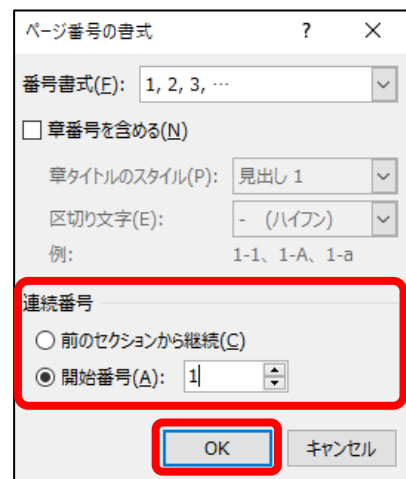 ページ番号の書式 ? ×
番号書式(F): 1, 2, 3, …
章番号を含める(N)
章タイトルのスタイル(P): 見出し 1
区切り文字(E): - (ハイフン)
例: 1-1、1-A、1-a
連続番号
前のセクションから継続(C)
開始番号(A): 1
OK キャンセル